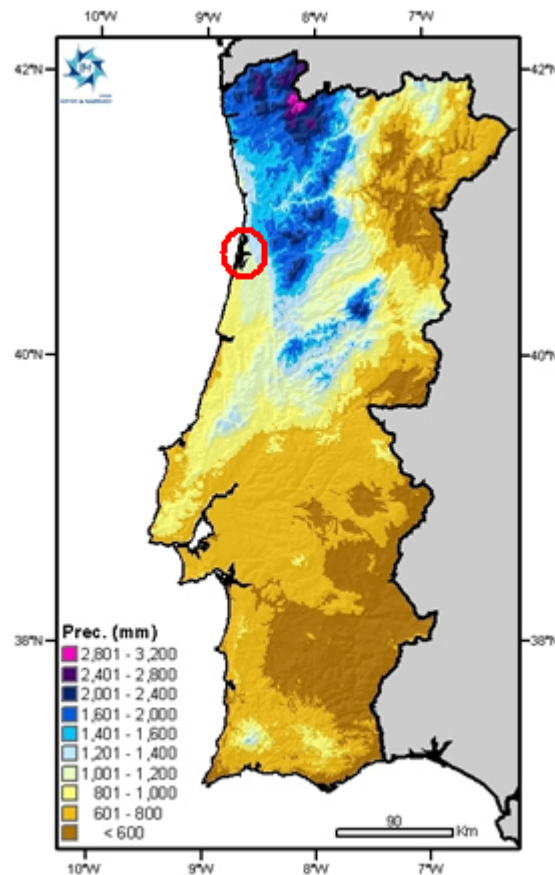 10°W 9°W 8°W 7°W
42°N 42°N
40°N 40°N
38°N 38°N
Prec. (mm)
2,801 - 3,200
2,401 - 2,800
2,001 - 2,400
1,601 - 2,000
1,401 - 1,600
1,201 - 1,400
1,001 - 1,200
801 - 1,000
601 - 800
< 600
90
Km
10°W 9°W 8°W 7°W